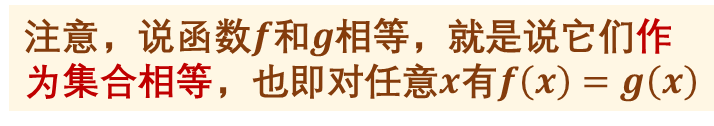 注意，说函数f和g相等，就是说它们作
为集合相等，也即对任意x有f(x) = g(x)